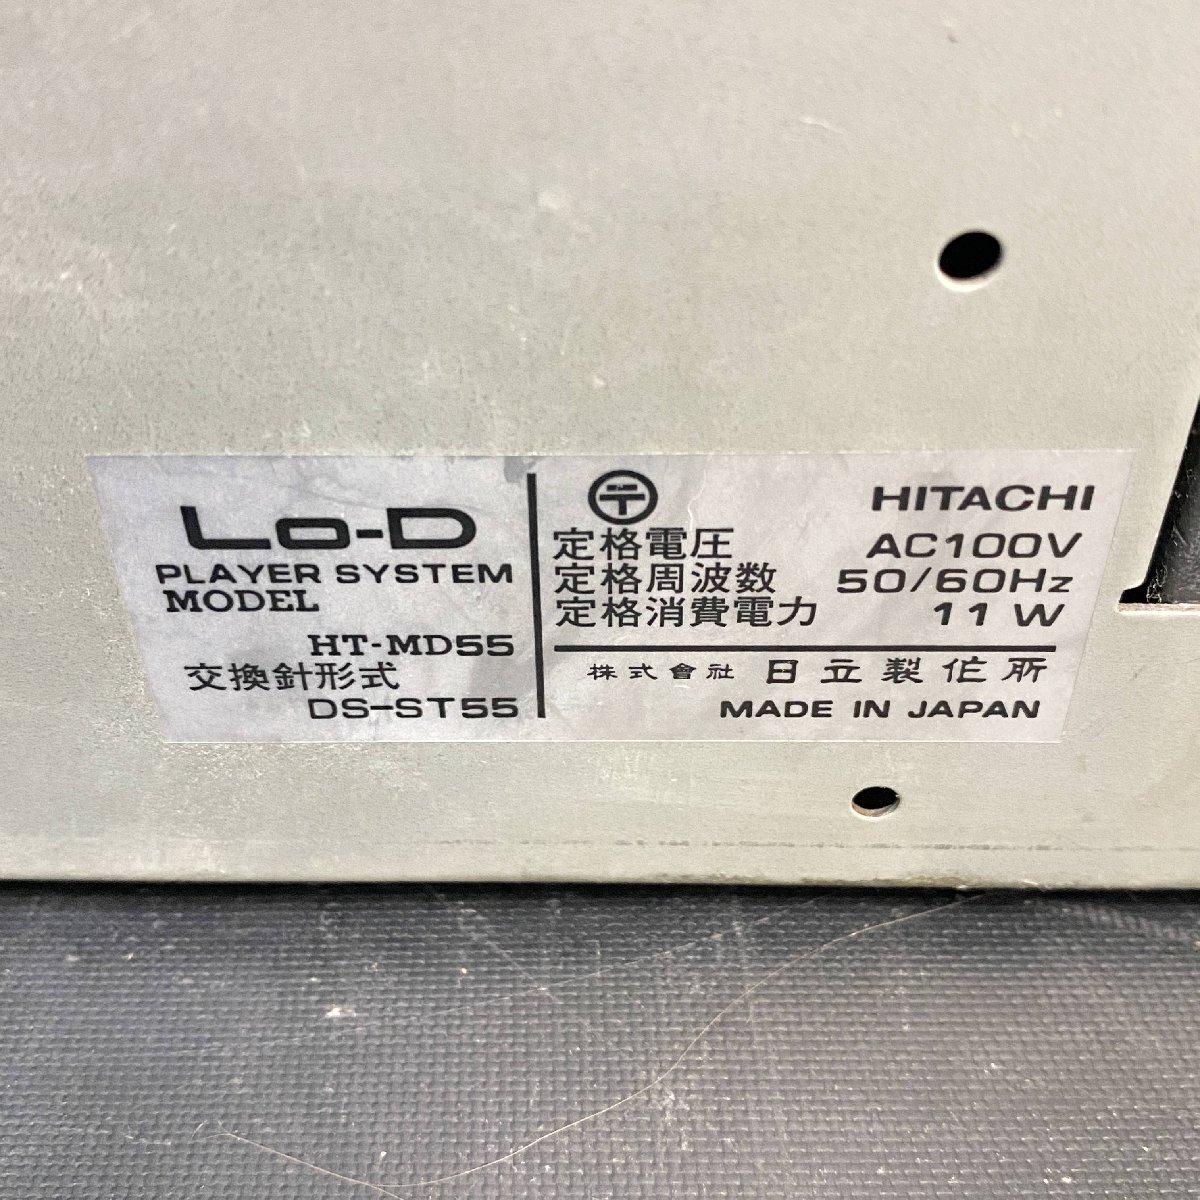 Lo-D
PLAYER SYSTEM
MODEL
HT-MD55
交換針形式
DS-ST55
〒 HITACHI
定格電圧 AC100V
定格周波数 50/60Hz
定格消費電力 11W
株式會社 日立製作所
MADE IN JAPAN